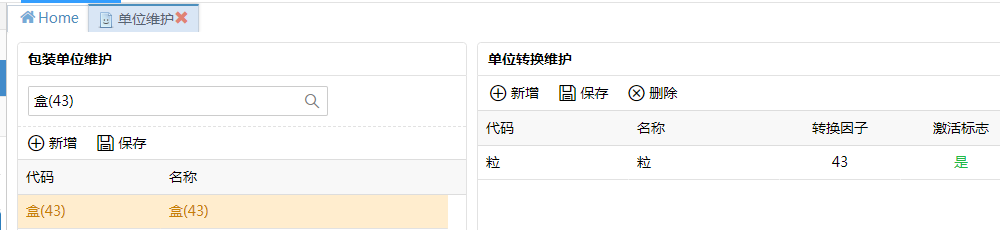 Home 单位维护
包装单位维护
盒(43)
新增 保存
代码 名称
盒(43) 盒(43)
单位转换维护
新增 保存 删除
代码 名称 转换因子 激活标志
粒 粒 43 是